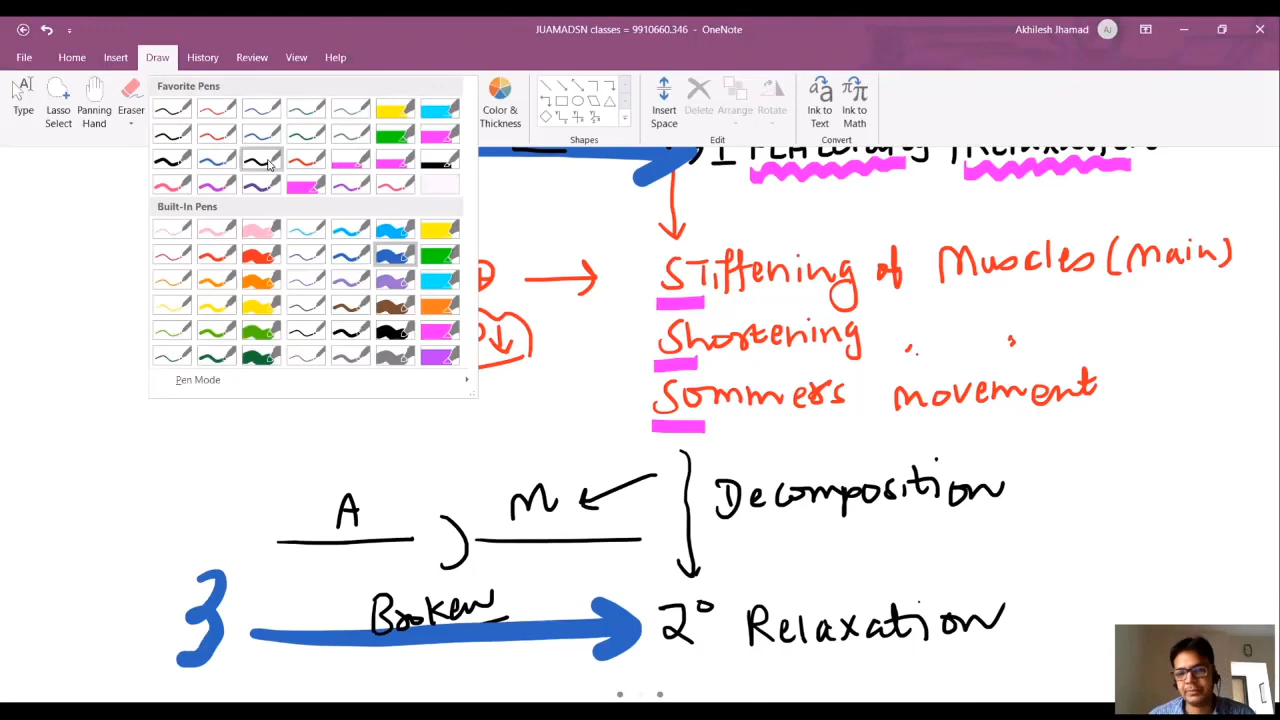 JUAMADSN classes = 9910660.346 - OneNote
Akhilesh Jhamad AJ
File Home Insert Draw History Review View Help
Type
Lasso Select
Panning Hand
Eraser
Favorite Pens
Built-In Pens
Pen Mode
Color & Thickness
Shapes
Insert Space
Delete
Arrange
Rotate
Edit
Ink to Text
Ink to Math
Convert
Relaxation
STiffening of Muscles (Main)
Shortening " "
Sommers movement
A ) M
Decomposition
3 Broken 2° Relaxation